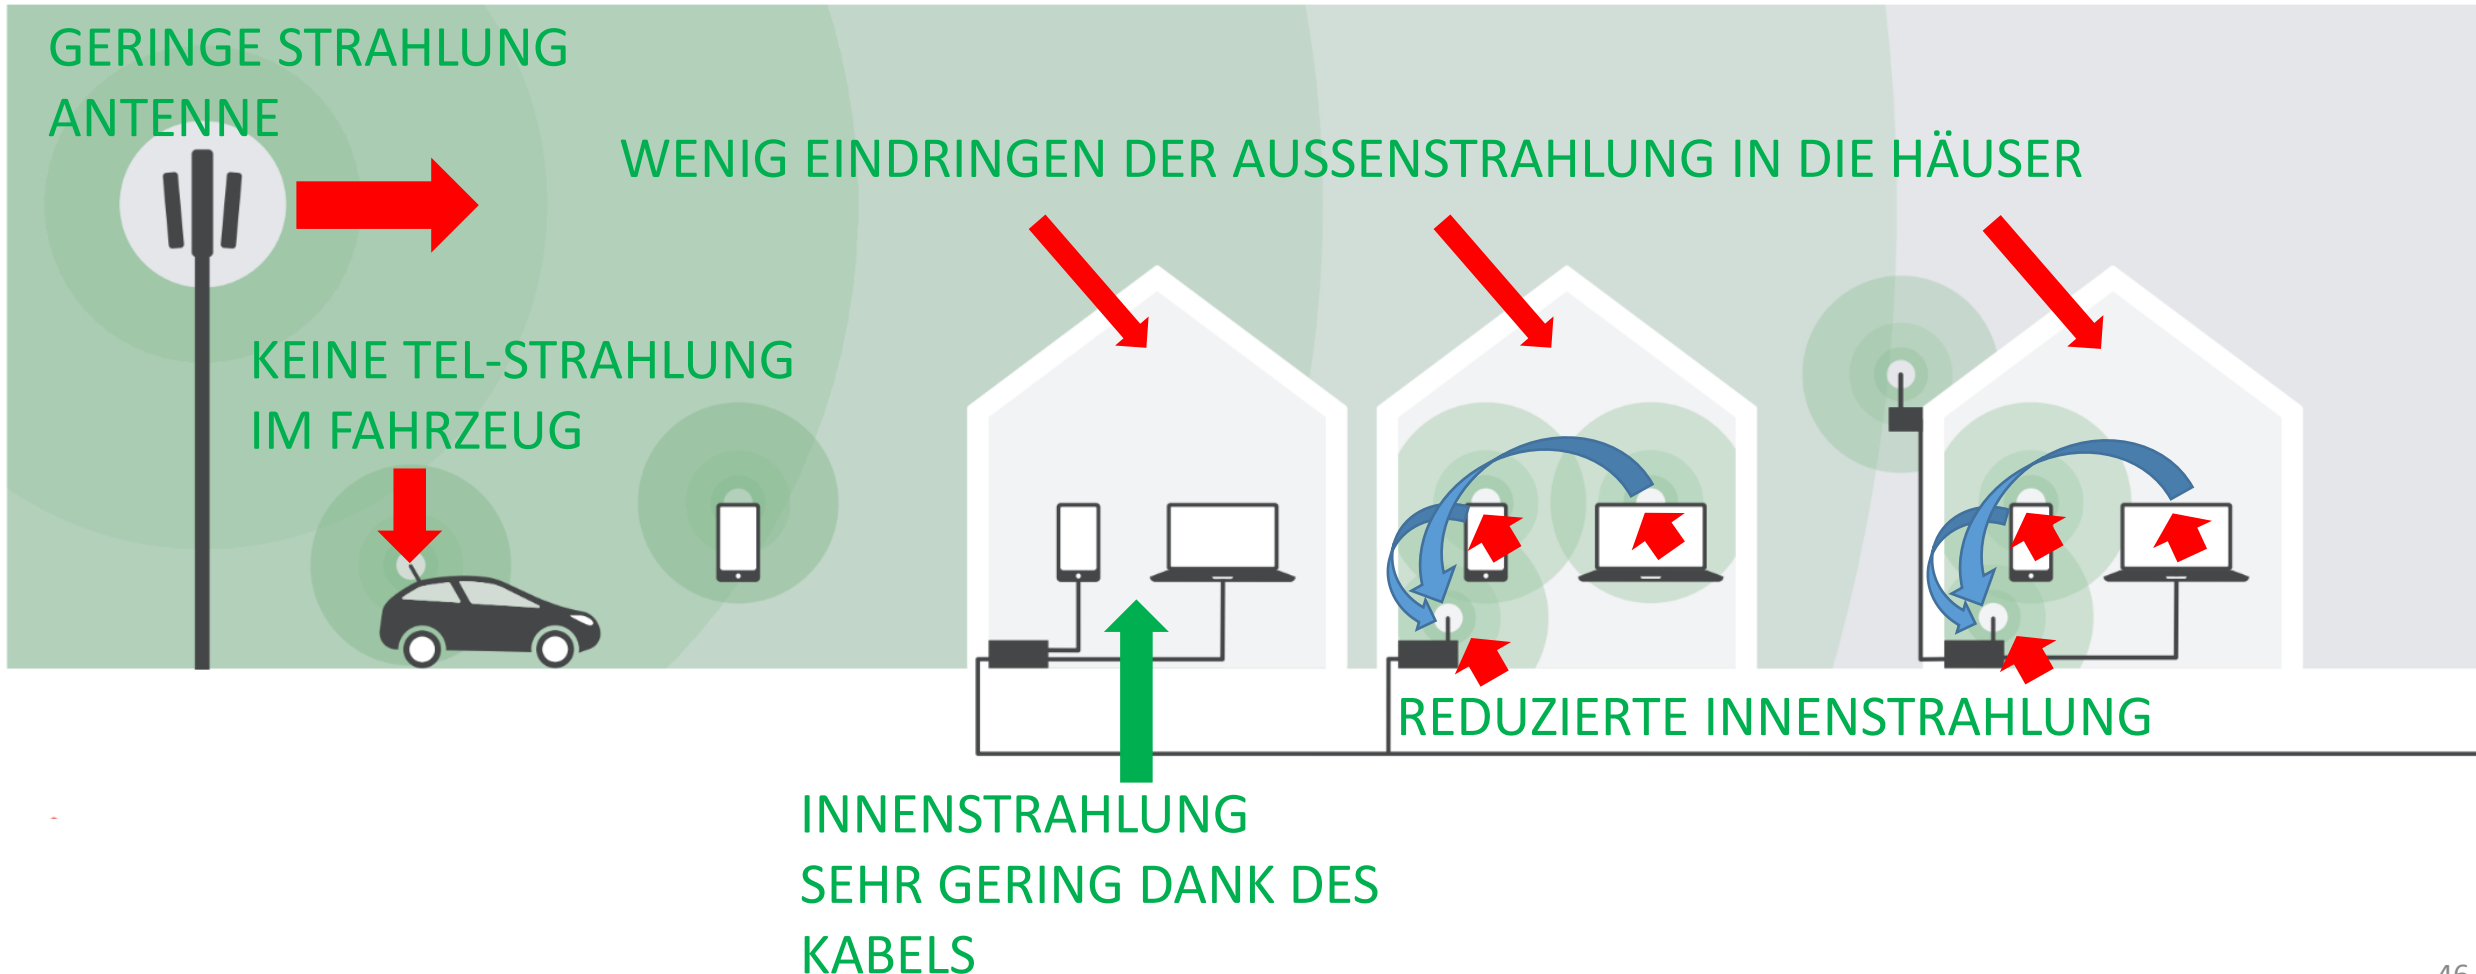 GERINGE STRAHLUNG
ANTENNE
WENIG EINDRINGEN DER AUSSENSTRAHLUNG IN DIE HÄUSER
KEINE TEL-STRAHLUNG
IM FAHRZEUG
REDUZIERTE INNENSTRAHLUNG
INNENSTRAHLUNG
SEHR GERING DANK DES
KABELS
46